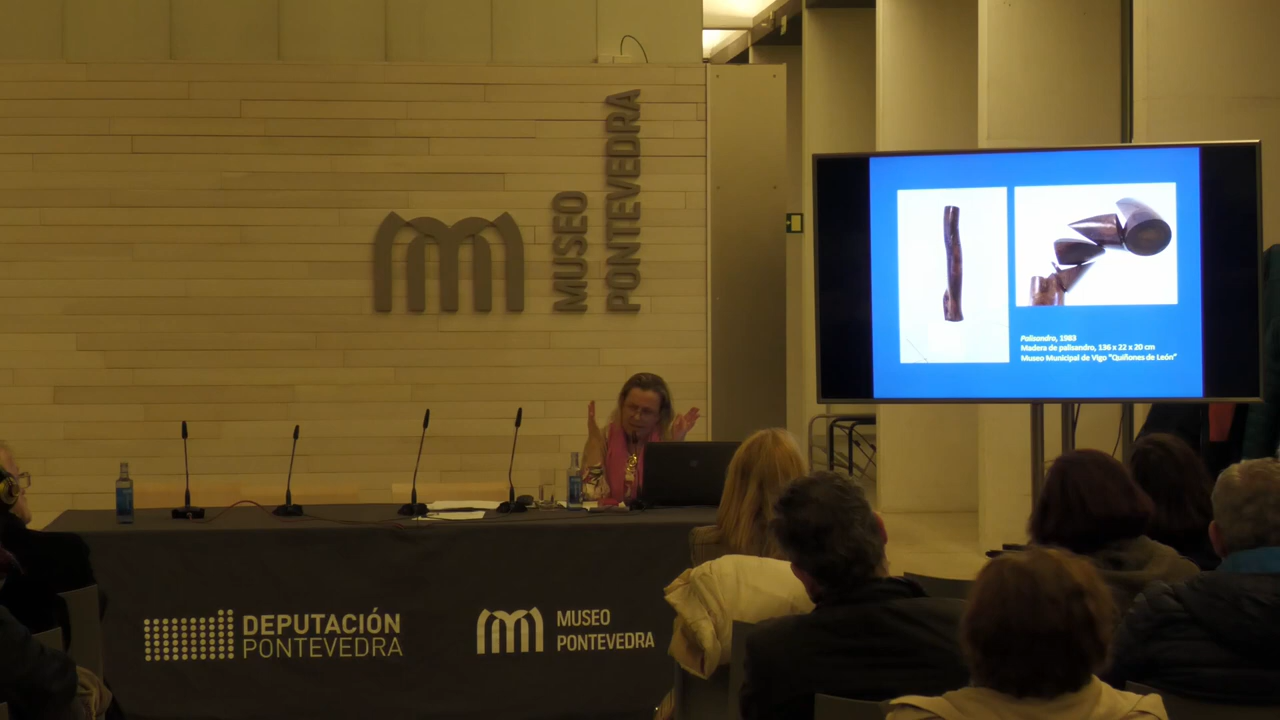 MUSEO
PONTEVEDRA
Palisandro, 1983
Madera de palisandro, 136 x 22 x 20 cm
Museo Municipal de Vigo "Quiñones de León"
DEPUTACIÓN
PONTEVEDRA
MUSEO
PONTEVEDRA